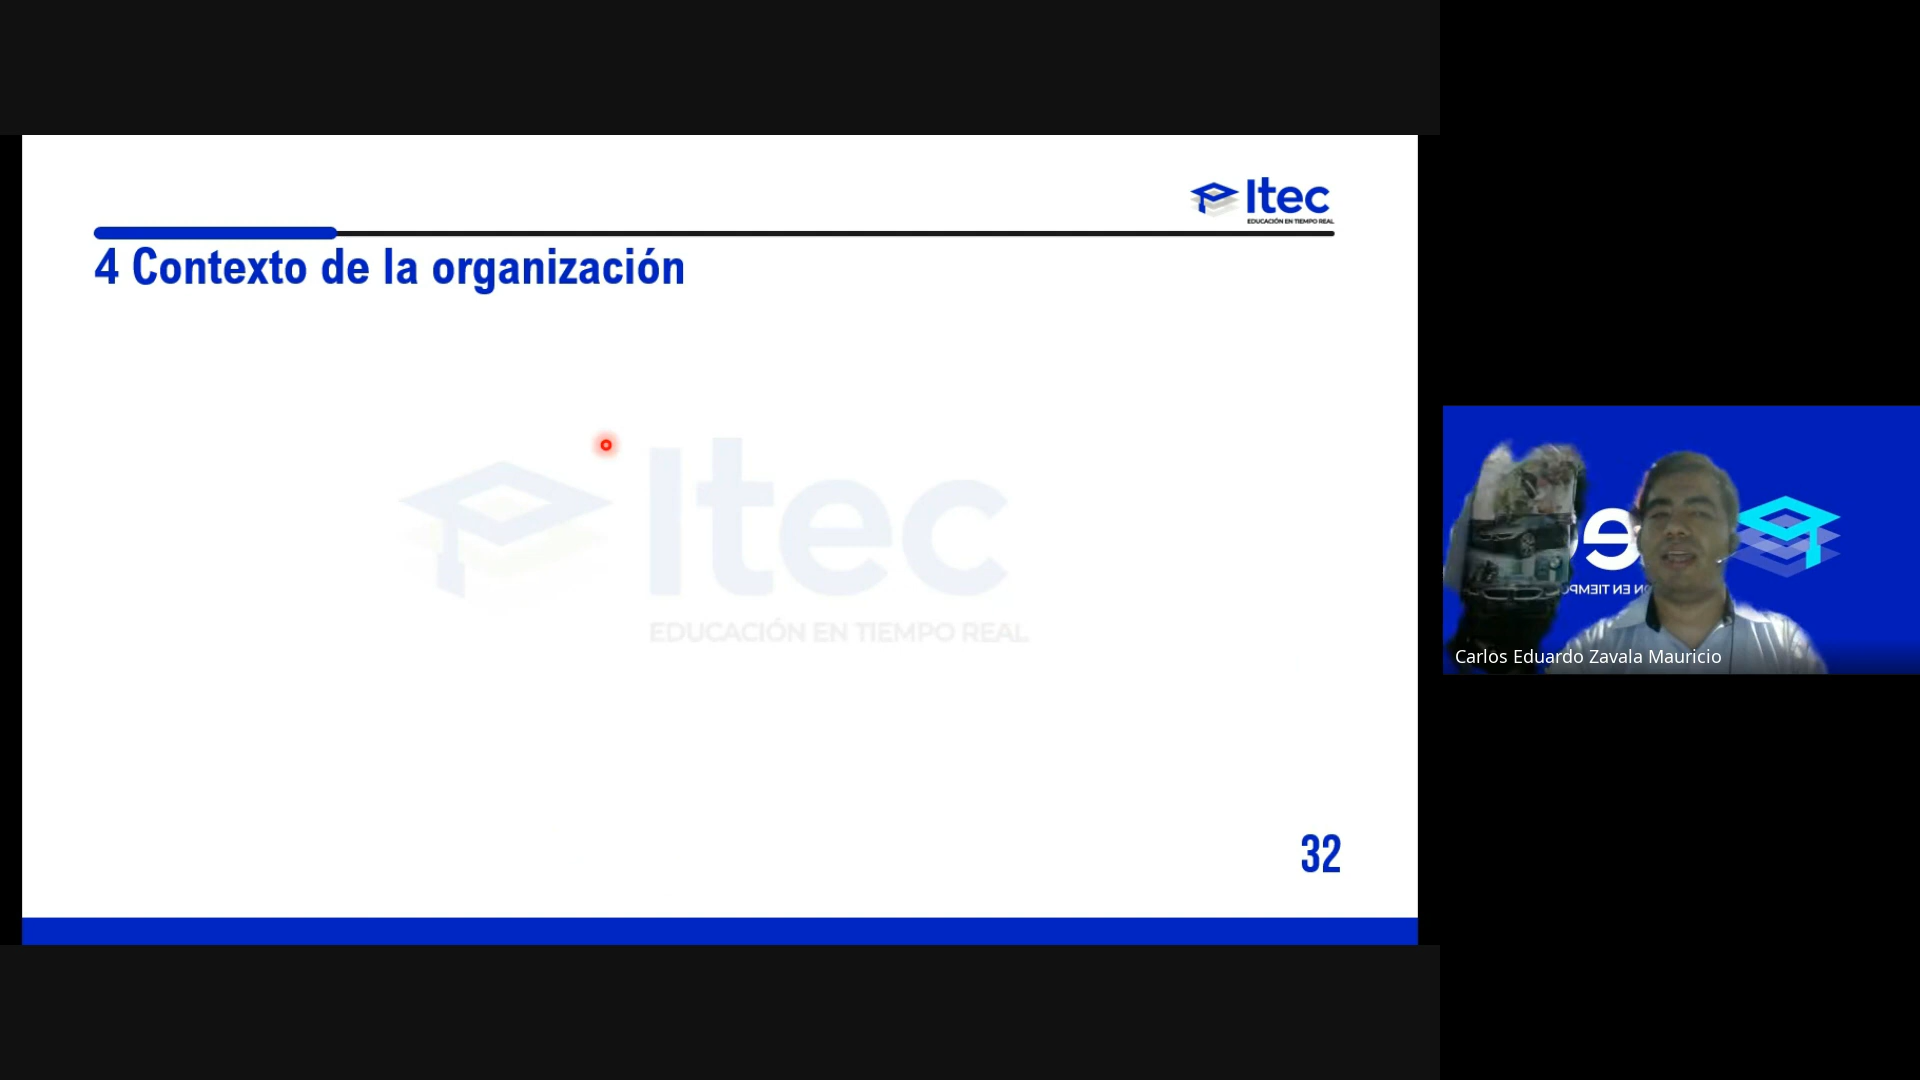 Itec
EDUCACIÓN EN TIEMPO REAL
4 Contexto de la organización
Itec
EDUCACIÓN EN TIEMPO REAL
32
Carlos Eduardo Zavala Mauricio